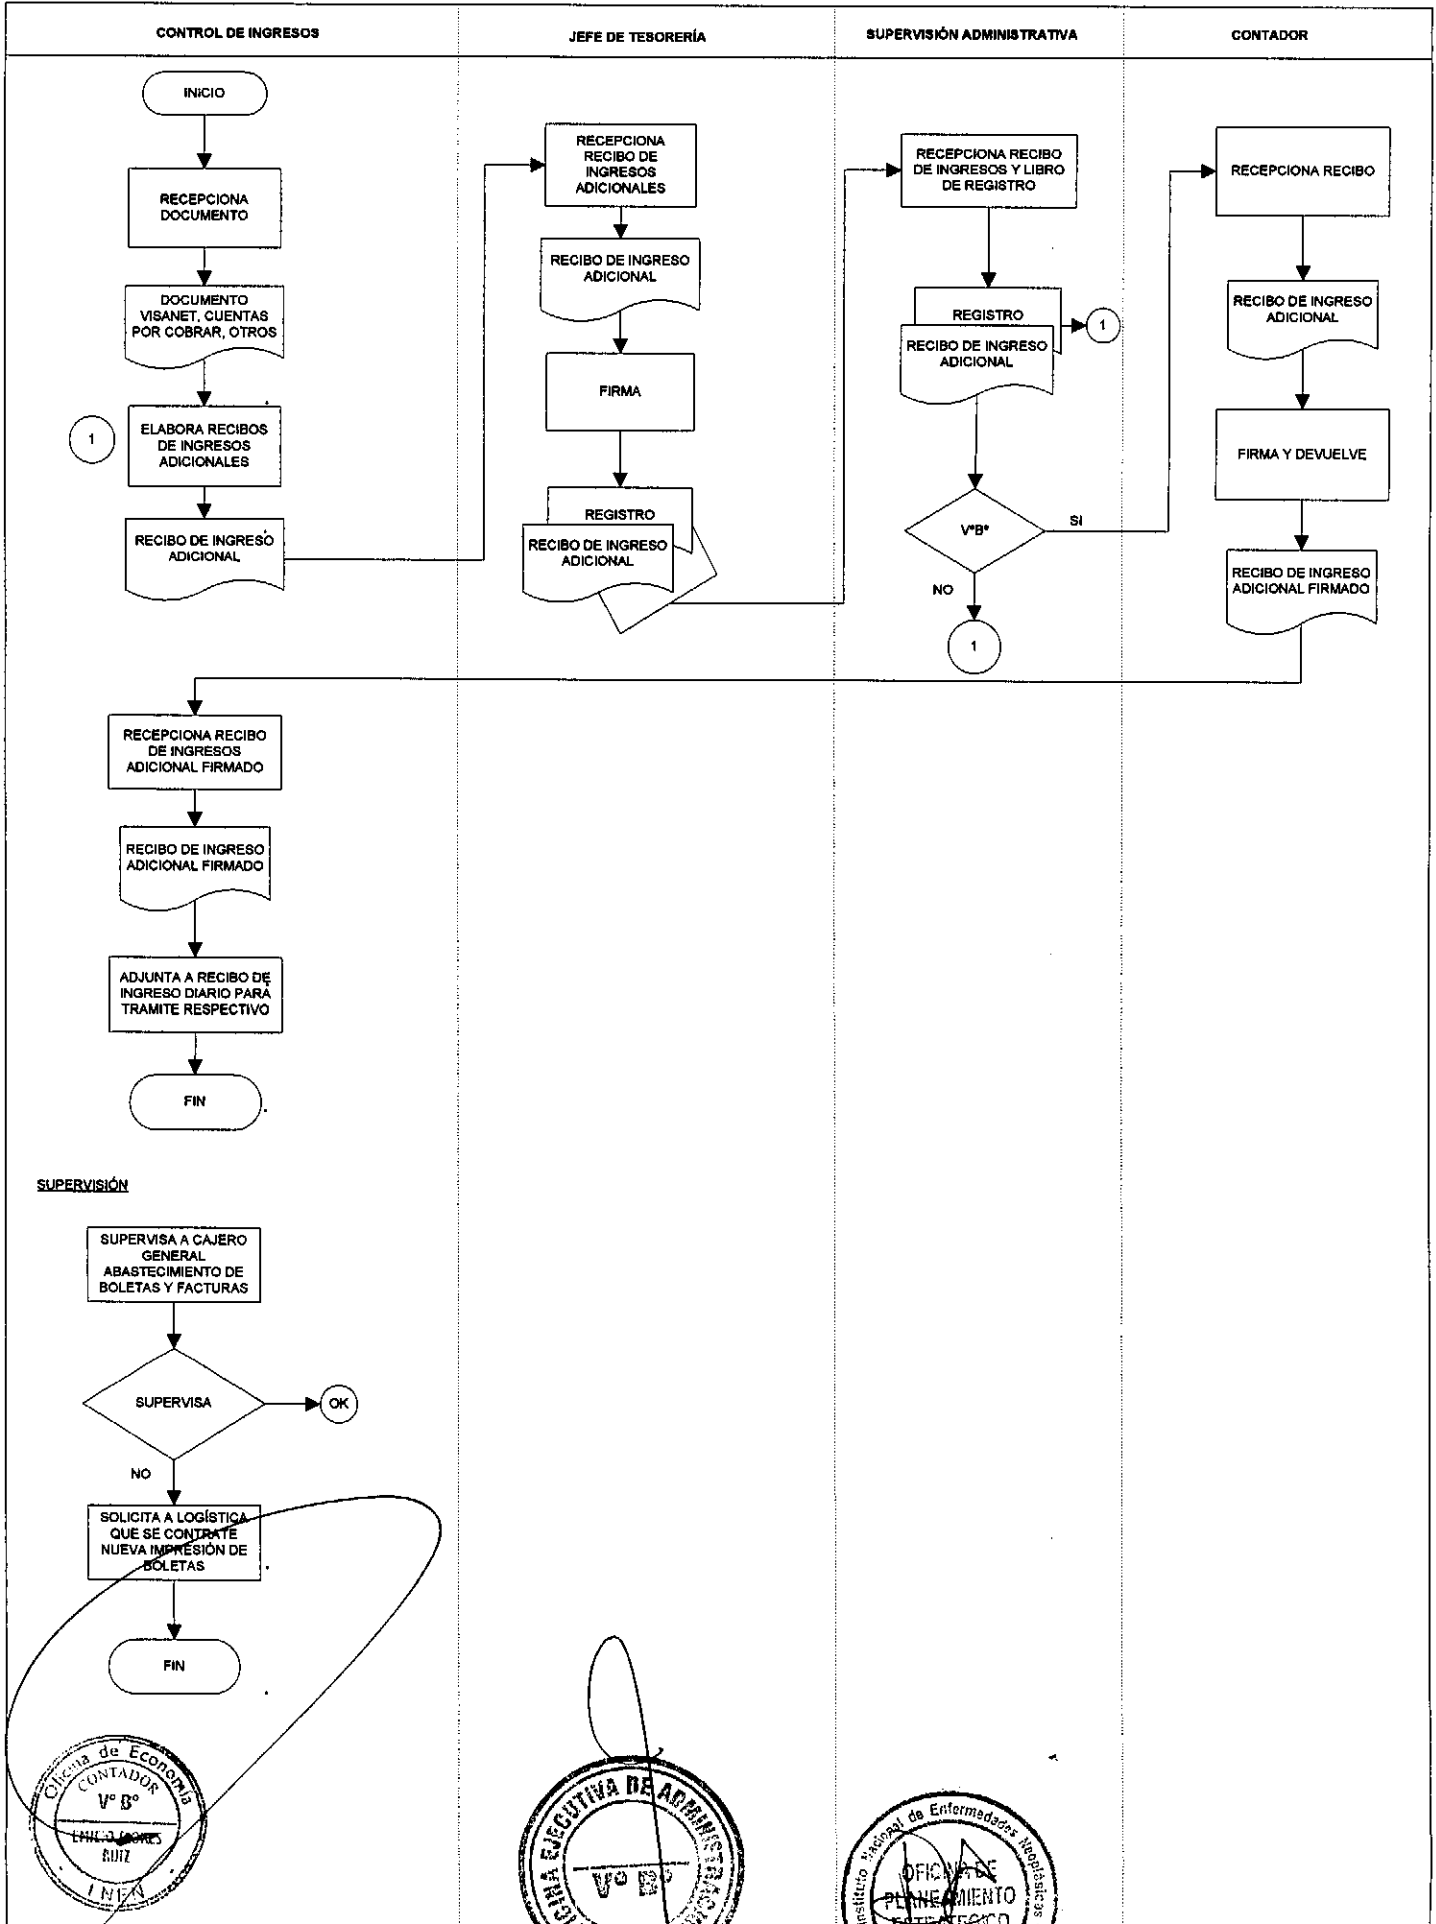 CONTROL DE INGRESOS
JEFE DE TESORERÍA
SUPERVISIÓN ADMINISTRATIVA
CONTADOR
INICIO
RECEPCIONA
DOCUMENTO
DOCUMENTO
VISANET, CUENTAS
POR COBRAR, OTROS
1
ELABORA RECIBOS
DE INGRESOS
ADICIONALES
RECIBO DE INGRESO
ADICIONAL
RECEPCIONA
RECIBO DE
INGRESOS
ADICIONALES
RECIBO DE INGRESO
ADICIONAL
FIRMA
REGISTRO
RECIBO DE INGRESO
ADICIONAL
RECEPCIONA RECIBO
DE INGRESOS Y LIBRO
DE REGISTRO
REGISTRO
1
RECIBO DE INGRESO
ADICIONAL
V°B°
SI
NO
1
RECEPCIONA RECIBO
RECIBO DE INGRESO
ADICIONAL
FIRMA Y DEVUELVE
RECIBO DE INGRESO
ADICIONAL FIRMADO
RECEPCIONA RECIBO
DE INGRESOS
ADICIONAL FIRMADO
RECIBO DE INGRESO
ADICIONAL FIRMADO
ADJUNTA A RECIBO DE
INGRESO DIARIO PARA
TRAMITE RESPECTIVO
FIN
SUPERVISIÓN
SUPERVISA A CAJERO
GENERAL
ABASTECIMIENTO DE
BOLETAS Y FACTURAS
SUPERVISA
OK
NO
SOLICITA A LOGÍSTICA
QUE SE CONTRATE
NUEVA IMPRESIÓN DE
BOLETAS
FIN
Oficina de Economía
CONTADOR
V° B°
RUIZ
INEN
EJECUTIVA DE ADMINISTRACIÓN
V° B°
Instituto Nacional de Enfermedades Neoplásicas
OFICINA DE
PLANEAMIENTO
ESTRATEGICO